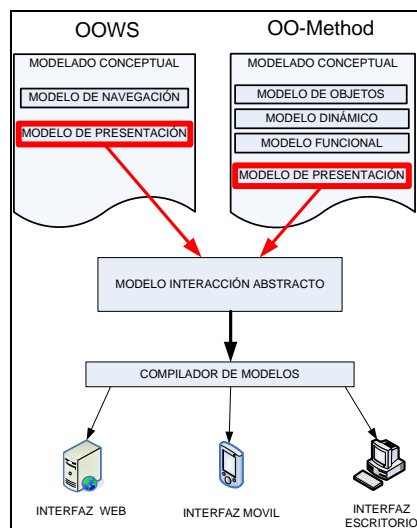 OOWS
MODELADO CONCEPTUAL
MODELO DE NAVEGACIÓN
MODELO DE PRESENTACIÓN
OO-Method
MODELADO CONCEPTUAL
MODELO DE OBJETOS
MODELO DINÁMICO
MODELO FUNCIONAL
MODELO DE PRESENTACIÓN
MODELO INTERACCIÓN ABSTRACTO
COMPILADOR DE MODELOS
INTERFAZ WEB
INTERFAZ MOVIL
INTERFAZ
ESCRITORIO